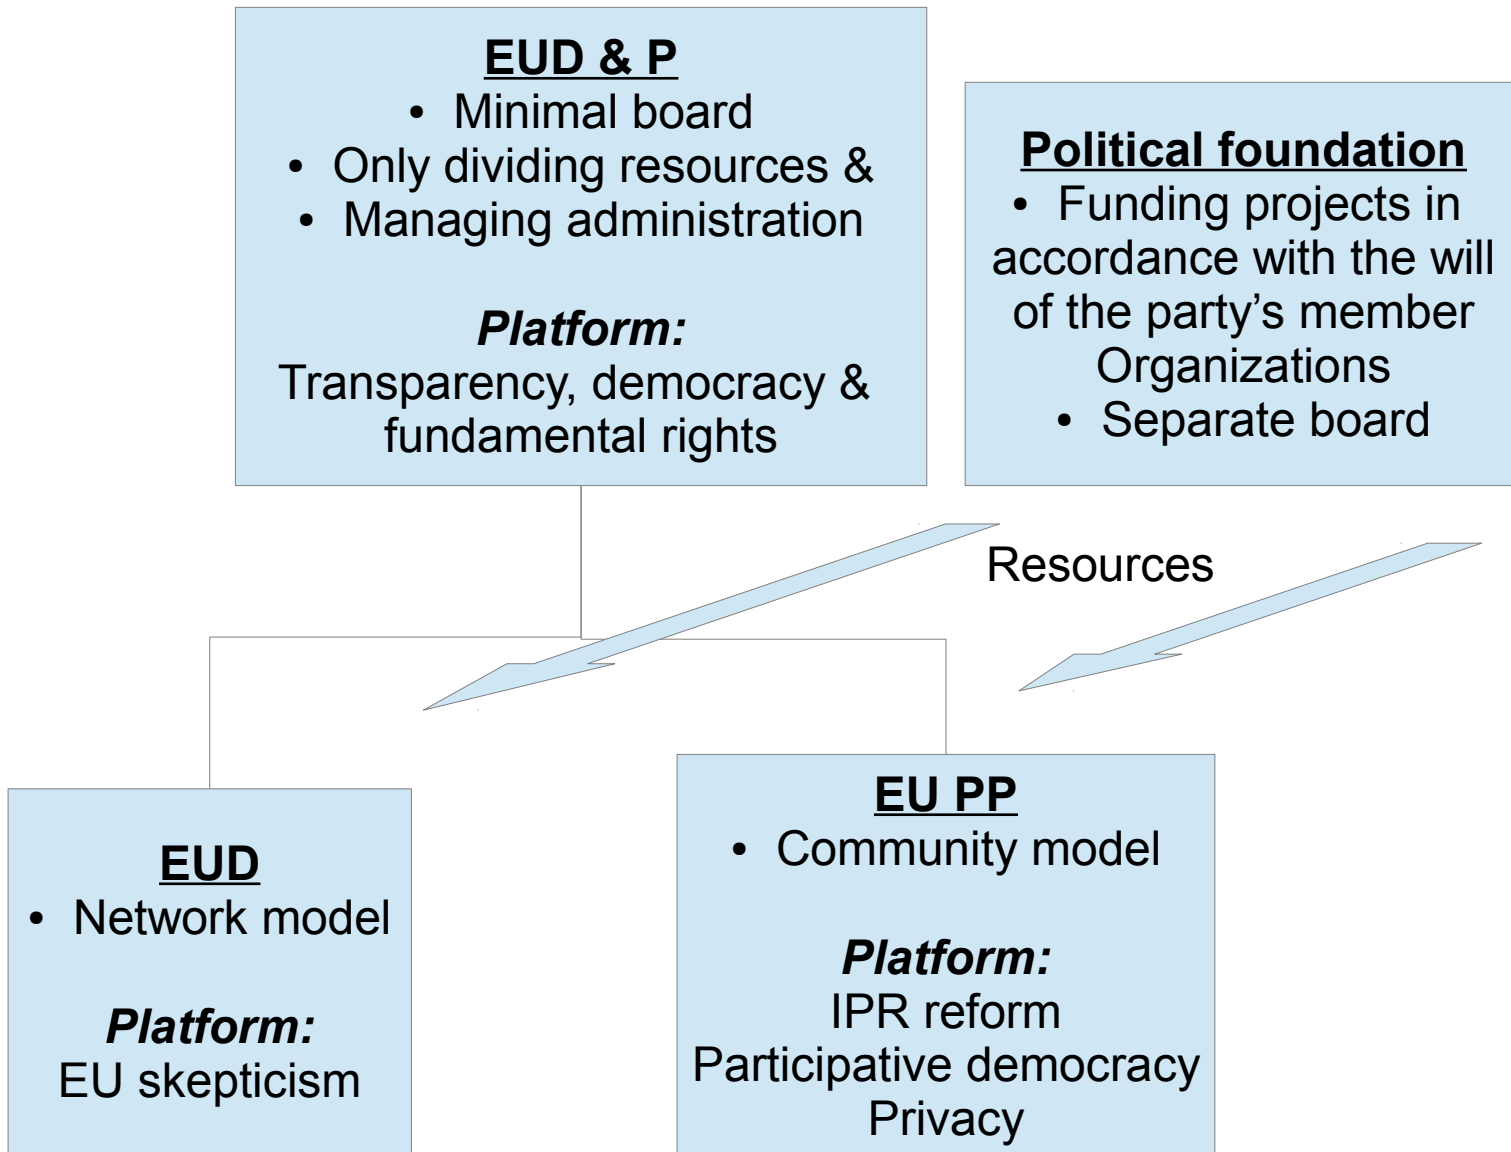 EUD & P
• Minimal board
• Only dividing resources &
• Managing administration
Platform:
Transparency, democracy &
fundamental rights
Political foundation
• Funding projects in
accordance with the will
of the party’s member
Organizations
• Separate board
Resources
EUD
• Network model
Platform:
EU skepticism
EU PP
• Community model
Platform:
IPR reform
Participative democracy
Privacy